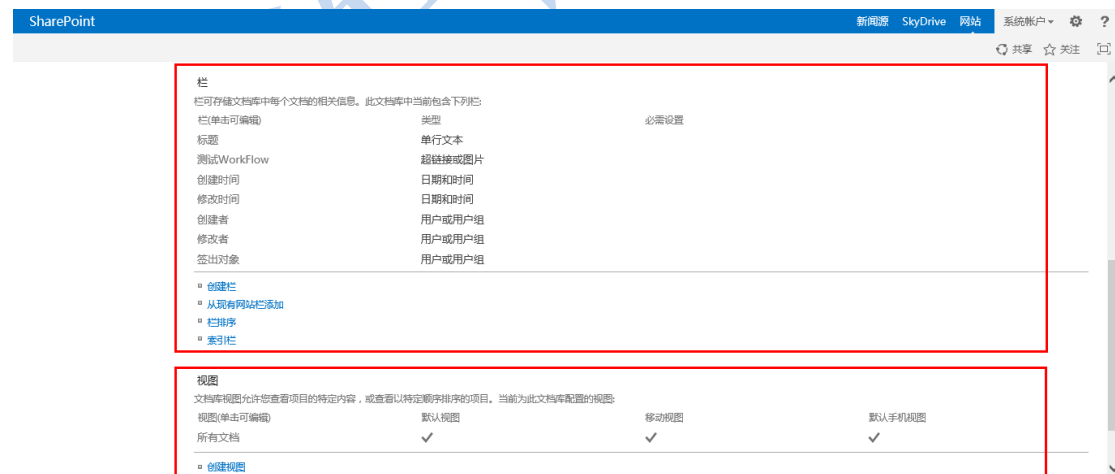 SharePoint 新闻源 SkyDrive 网站 系统帐户 ?
共享 关注
栏
栏可存储文档库中每个文档的相关信息。此文档库中当前包含下列栏:
栏(单击可编辑) 类型 必需设置
标题 单行文本
测试WorkFlow 超链接或图片
创建时间 日期和时间
修改时间 日期和时间
创建者 用户或用户组
修改者 用户或用户组
签出对象 用户或用户组
创建栏
从现有网站栏添加
栏排序
索引栏
视图
文档库视图允许您查看项目的特定内容，或查看以特定顺序排序的项目。当前为此文档库配置的视图:
视图(单击可编辑) 默认视图 移动视图 默认手机视图
所有文档
创建视图